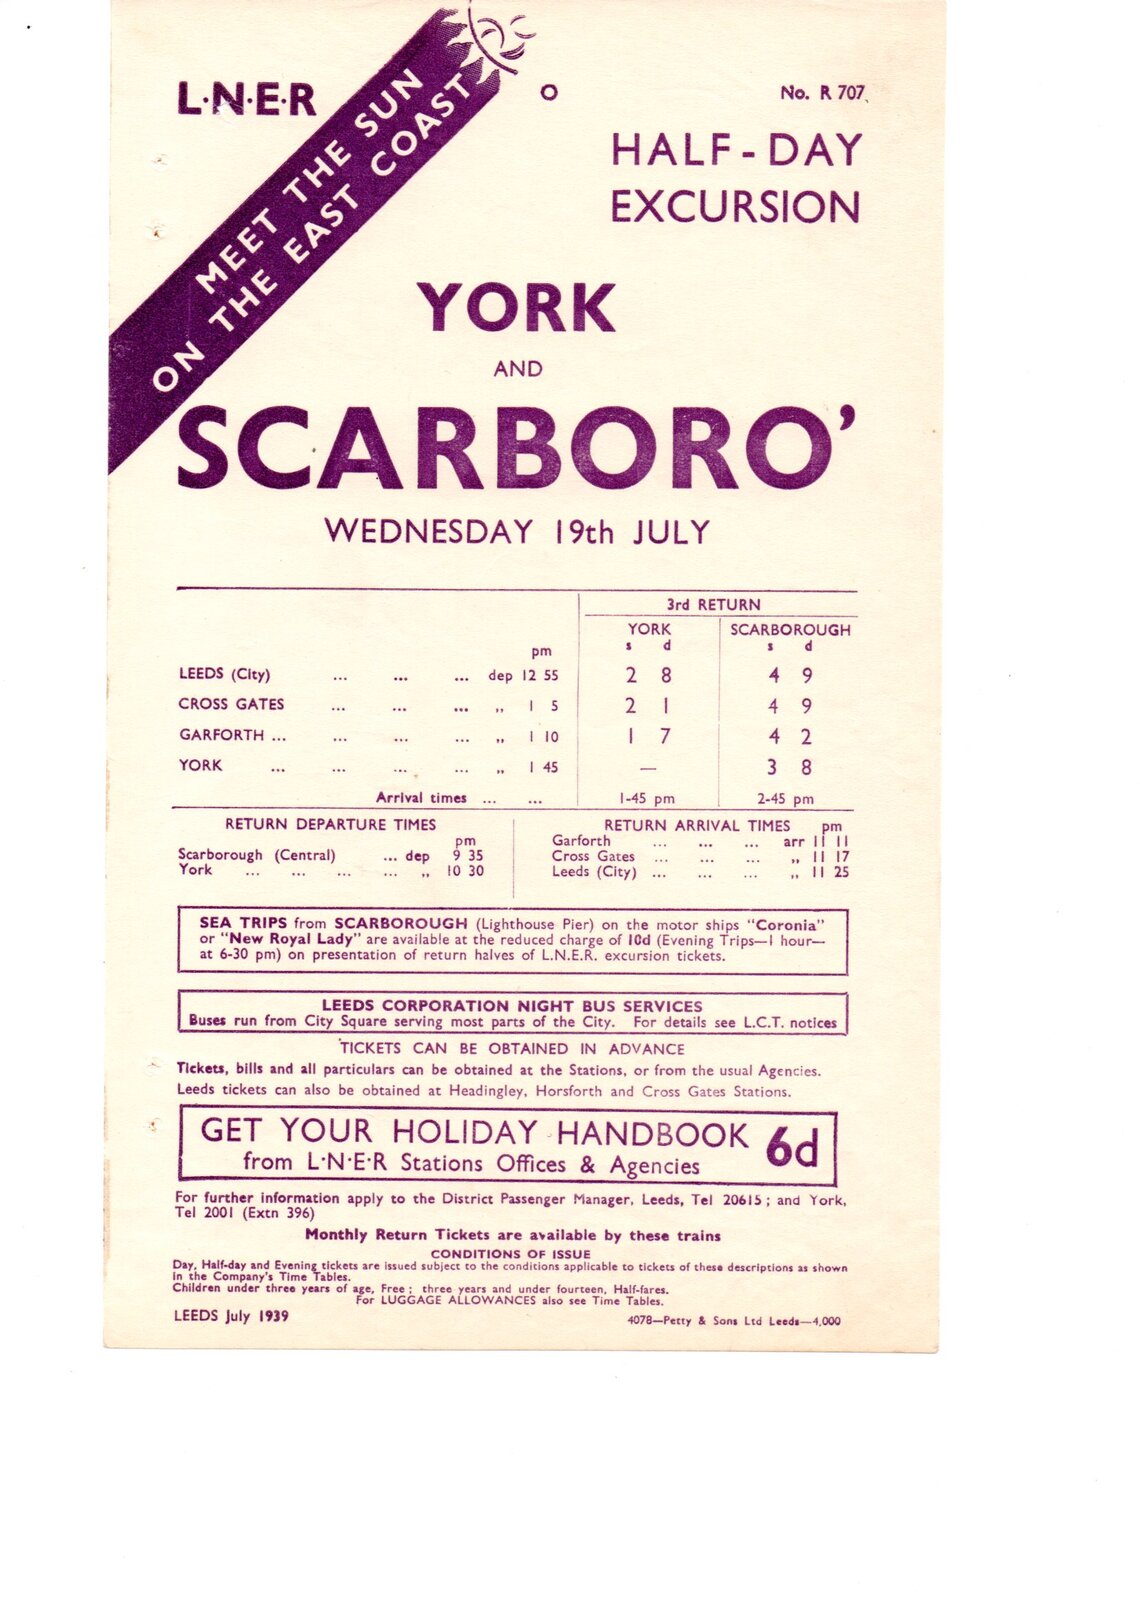 L·N·E·R
MEET THE SUN
ON THE EAST COAST
No. R 707
HALF-DAY
EXCURSION
YORK
AND
SCARBORO'
WEDNESDAY 19th JULY
3rd RETURN
YORK SCARBOROUGH
s d s d
pm
LEEDS (City) ... ... ... dep 12 55 2 8 4 9
CROSS GATES ... ... ... ,, 1 5 2 1 4 9
GARFORTH ... ... ... ... ,, 1 10 1 7 4 2
YORK ... ... ... ... ,, 1 45 — 3 8
Arrival times ... ... 1-45 pm 2-45 pm
RETURN DEPARTURE TIMES
pm
Scarborough (Central) ... dep 9 35
York ... ... ... ... ,, 10 30
RETURN ARRIVAL TIMES pm
Garforth ... ... ... arr 11 11
Cross Gates ... ... ... ,, 11 17
Leeds (City) ... ... ... ,, 11 25
SEA TRIPS from SCARBOROUGH (Lighthouse Pier) on the motor ships "Coronia"
or "New Royal Lady" are available at the reduced charge of 10d (Evening Trips—1 hour—
at 6-30 pm) on presentation of return halves of L.N.E.R. excursion tickets.
LEEDS CORPORATION NIGHT BUS SERVICES
Buses run from City Square serving most parts of the City. For details see L.C.T. notices
TICKETS CAN BE OBTAINED IN ADVANCE
Tickets, bills and all particulars can be obtained at the Stations, or from the usual Agencies.
Leeds tickets can also be obtained at Headingley, Horsforth and Cross Gates Stations.
GET YOUR HOLIDAY HANDBOOK 6d
from L·N·E·R Stations Offices & Agencies
For further information apply to the District Passenger Manager, Leeds, Tel 20615; and York,
Tel 2001 (Extn 396)
Monthly Return Tickets are available by these trains
CONDITIONS OF ISSUE
Day, Half-day and Evening tickets are issued subject to the conditions applicable to tickets of these descriptions as shown
in the Company's Time Tables.
Children under three years of age, Free; three years and under fourteen, Half-fares.
For LUGGAGE ALLOWANCES also see Time Tables.
LEEDS July 1939
4078—Petty & Sons Ltd Leeds—4,000